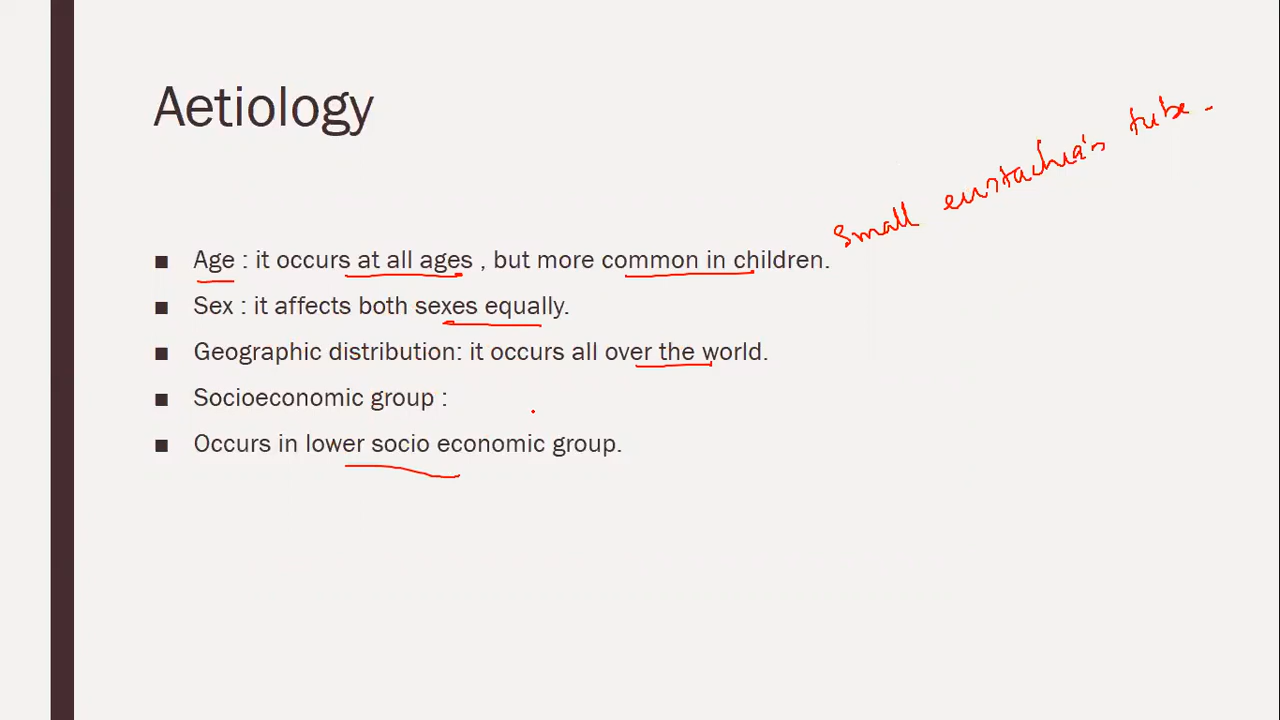 Aetiology
small eustachia's tube -
■ Age : it occurs at all ages , but more common in children.
■ Sex : it affects both sexes equally.
■ Geographic distribution: it occurs all over the world.
■ Socioeconomic group :
■ Occurs in lower socio economic group.